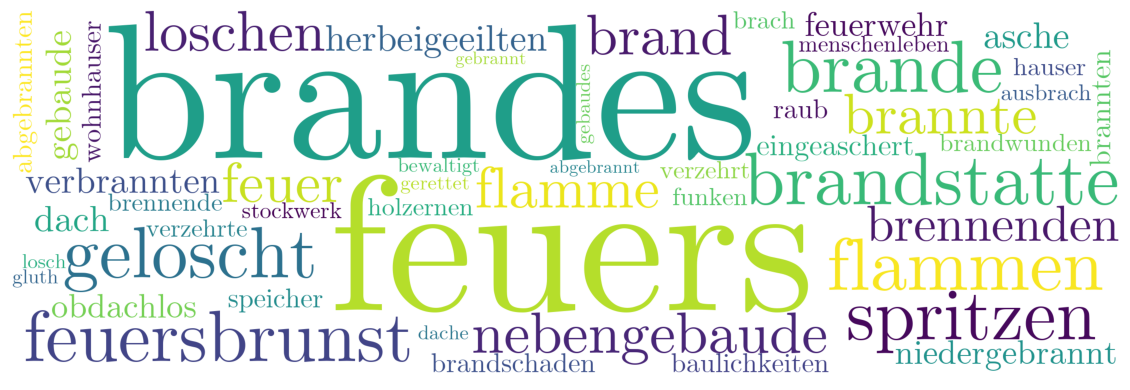 abgebrannten
gebaude
wohnhauser
loschen
herbeigeeilten
gebrannt
brandes
gebaudes
brand
brach
feuerwehr
menschenleben
asche
brande
hauser
ausbrach
raub
brannte
brannten
eingeaschert
brandwunden
bewaltigt
abgebrannt
verzehrt
verbrannten
feuer
gerettet
flamme
funken
brandstatte
brennende
stockwerk
holzernen
dach
verzehrte
feuers
brennenden
losch
gluth
geloscht
flammen
obdachlos
speicher
spritzen
feuersbrunst
dache
nebengebaude
niedergebrannt
brandschaden
baulichkeiten